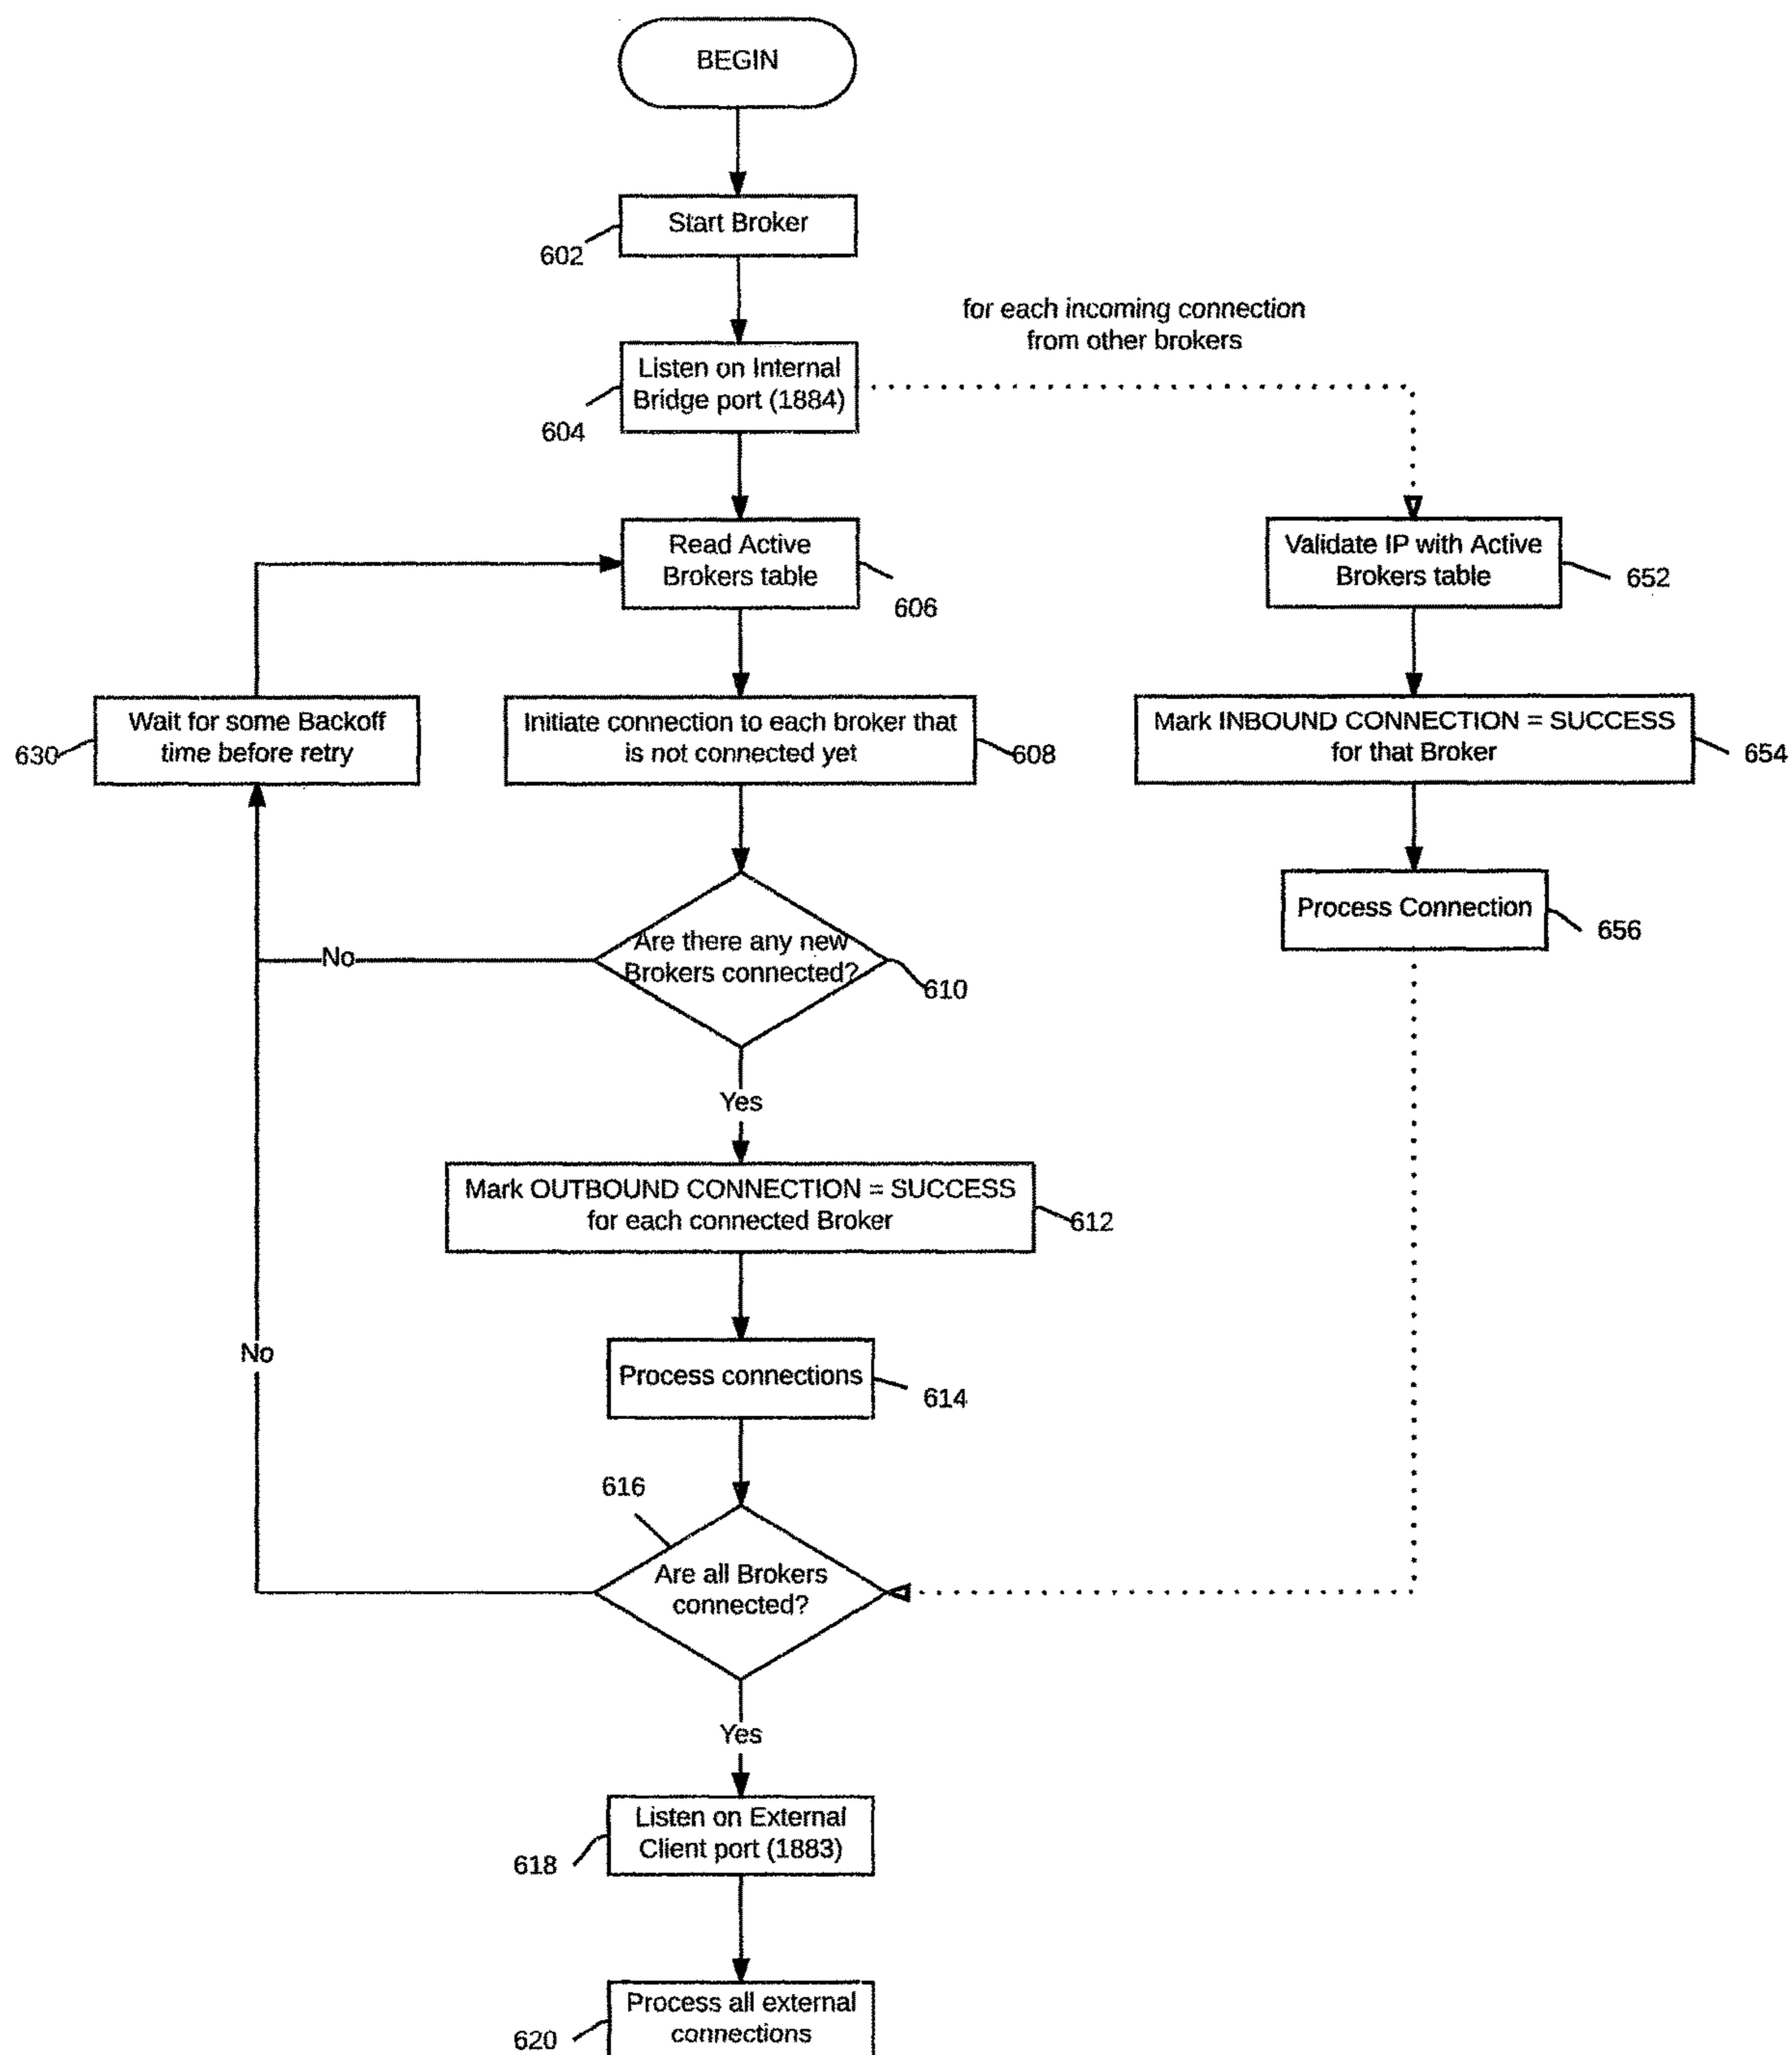 BEGIN
Start Broker
602
for each incoming connection
from other brokers
Listen on Internal
Bridge port (1884)
604
Read Active
Brokers table
606
Validate IP with Active
Brokers table
652
Wait for some Backoff
time before retry
630
Initiate connection to each broker that
is not connected yet
608
Mark INBOUND CONNECTION = SUCCESS
for that Broker
654
Process Connection
656
Are there any new
Brokers connected?
No
610
Yes
Mark OUTBOUND CONNECTION = SUCCESS
for each connected Broker
612
No
Process connections
614
616
Are all Brokers
connected?
Yes
Listen on External
Client port (1883)
618
Process all external
connections
620